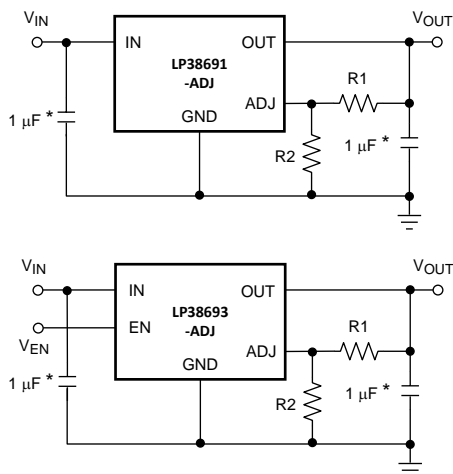 VIN VOUT
IN OUT
LP38691
-ADJ
R1
ADJ
1 μF *
GND
R2
1 μF *
VIN VOUT
IN OUT
LP38693
-ADJ
EN
R1
VEN
ADJ
GND
1 μF *
R2
1 μF *